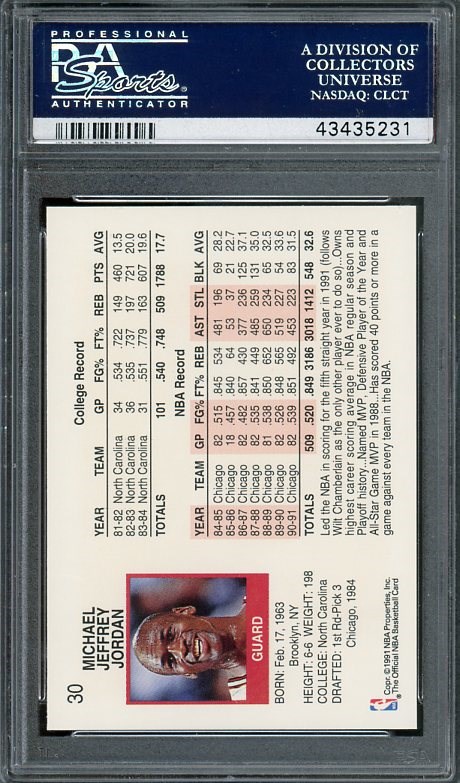 PROFESSIONAL
PSA
Sports®
AUTHENTICATOR
A DIVISION OF
COLLECTORS
UNIVERSE
NASDAQ: CLCT
43435231
30
MICHAEL
JEFFREY
JORDAN
GUARD
BORN: Feb. 17, 1963
Brooklyn, NY
HEIGHT: 6-6 WEIGHT: 198
COLLEGE: North Carolina
DRAFTED: 1st Rd-Pick 3
Chicago, 1984
Copr. ©1991 NBA Properties, Inc.
The Official NBA Basketball Card
College Record
YEAR TEAM GP FG% FT% REB PTS AVG
81-82 North Carolina 34 .534 .722 149 460 13.5
82-83 North Carolina 36 .535 .737 197 721 20.0
83-84 North Carolina 31 .551 .779 163 607 19.6
TOTALS 101 .540 .748 509 1788 17.7
NBA Record
YEAR TEAM GP FG% FT% REB AST STL BLK AVG
84-85 Chicago 82 .515 .845 534 481 196 69 28.2
85-86 Chicago 18 .457 .840 64 53 37 21 22.7
86-87 Chicago 82 .482 .857 430 377 236 125 37.1
87-88 Chicago 82 .535 .841 449 485 259 131 35.0
88-89 Chicago 81 .538 .850 652 650 234 65 32.5
89-90 Chicago 82 .526 .848 565 519 227 54 33.6
90-91 Chicago 82 .539 .851 492 453 223 83 31.5
TOTALS 509 .520 .849 3186 3018 1412 548 32.6
Led the NBA in scoring for the fifth straight year in 1991 (follows
Wilt Chamberlain as the only other player ever to do so)...Owns
highest career scoring average in NBA regular season and
Playoff history...Named MVP, Defensive Player of the Year and
All-Star Game MVP in 1988...Has scored 40 points or more in a
game against every team in the NBA.